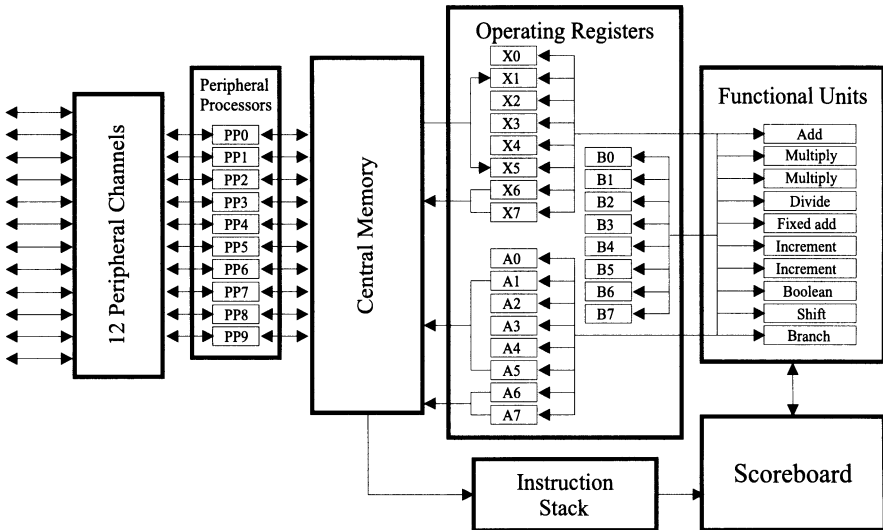 12 Peripheral Channels
Peripheral
Processors
PP0
PP1
PP2
PP3
PP4
PP5
PP6
PP7
PP8
PP9
Central Memory
Operating Registers
X0
X1
X2
X3
X4
X5
X6
X7
B0
B1
B2
B3
B4
B5
B6
B7
A0
A1
A2
A3
A4
A5
A6
A7
Functional Units
Add
Multiply
Multiply
Divide
Fixed add
Increment
Increment
Boolean
Shift
Branch
Instruction
Stack
Scoreboard